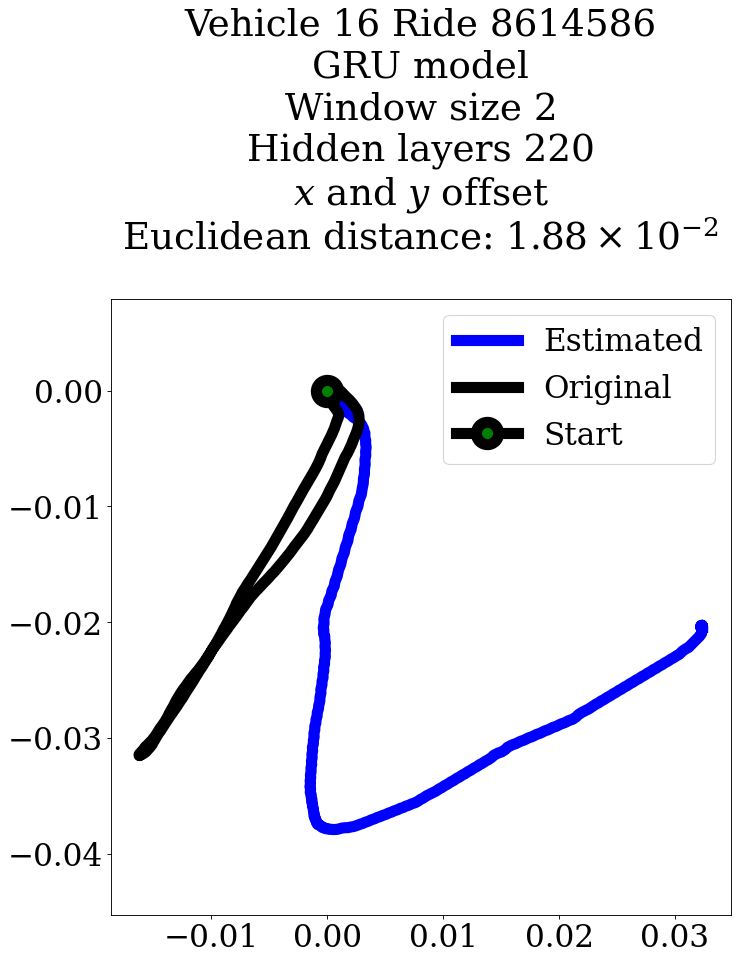 Vehicle 16 Ride 8614586
GRU model
Window size 2
Hidden layers 220
x and y offset
Euclidean distance: 1.88 × 10⁻²
Estimated
Original
Start
0.00
−0.01
−0.02
−0.03
−0.04
−0.01 0.00 0.01 0.02 0.03